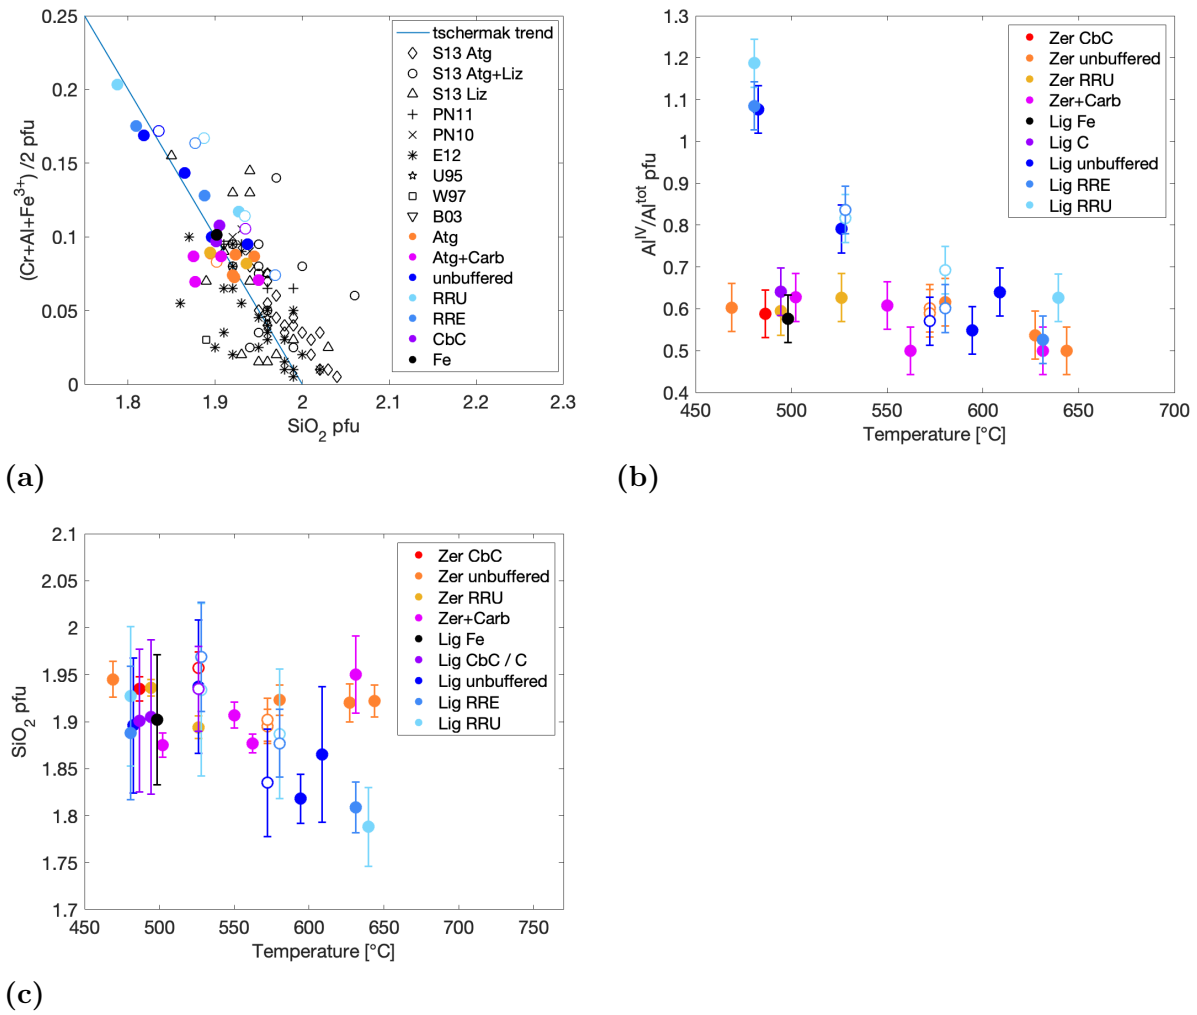 0.25
0.2
0.15
0.1
0.05
0
1.8
1.9
2
2.1
2.2
2.3
(Cr+Al+Fe³⁺) /2 pfu
SiO₂ pfu
tschermak trend
S13 Atg
S13 Atg+Liz
S13 Liz
PN11
PN10
E12
U95
W97
B03
Atg
Atg+Carb
unbuffered
RRU
RRE
CbC
Fe
(a)
1.3
1.2
1.1
1
0.9
0.8
0.7
0.6
0.5
0.4
450
500
550
600
650
700
Al^IV/Al^tot pfu
Temperature [°C]
Zer CbC
Zer unbuffered
Zer RRU
Zer+Carb
Lig Fe
Lig C
Lig unbuffered
Lig RRE
Lig RRU
(b)
2.1
2.05
2
1.95
1.9
1.85
1.8
1.75
1.7
450
500
550
600
650
700
750
SiO₂ pfu
Temperature [°C]
Zer CbC
Zer unbuffered
Zer RRU
Zer+Carb
Lig Fe
Lig CbC / C
Lig unbuffered
Lig RRE
Lig RRU
(c)